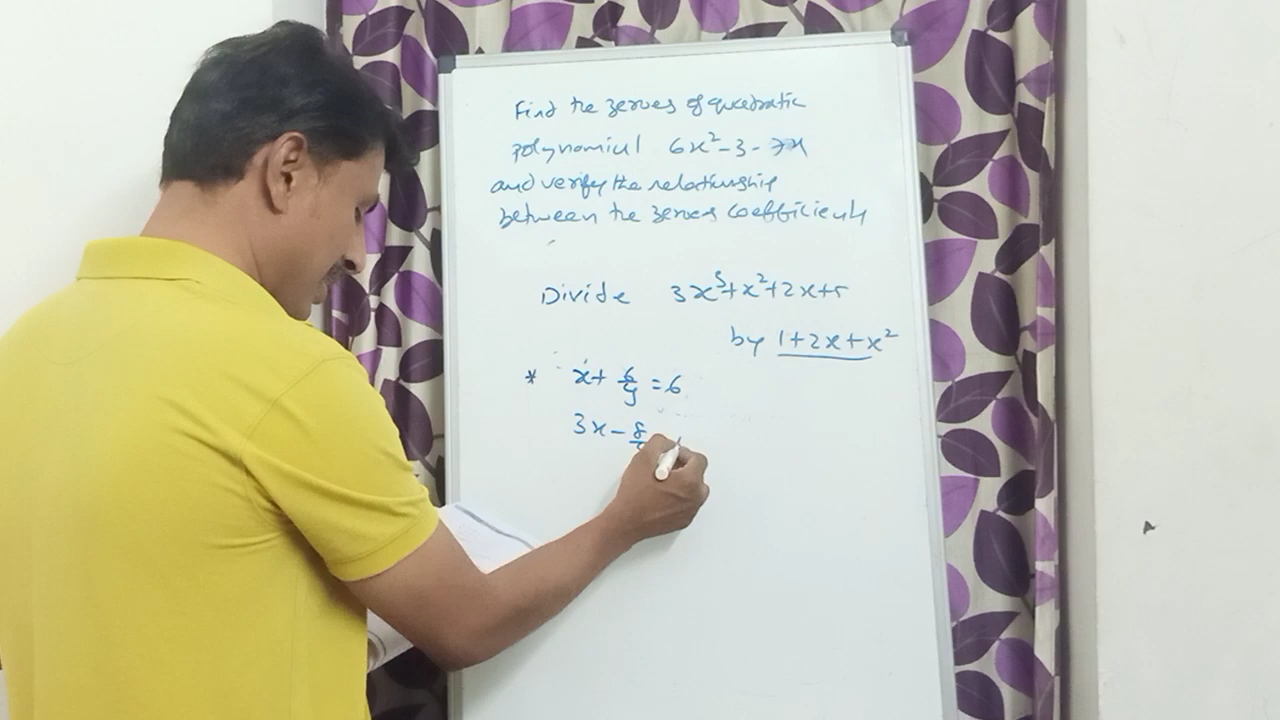 Find the zeroes of quadratic
polynomial 6x²-3-7x
and verify the relationship
between the zeroes coefficients
Divide 3x³+x²+2x+5
by 1+2x+x²
* x+ 6/y = 6
3x - 8/